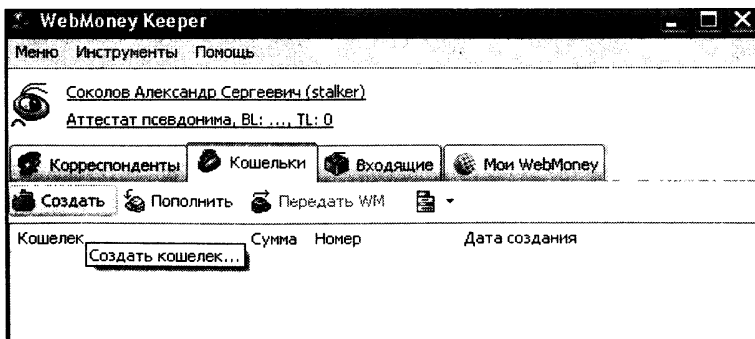 WebMoney Keeper
Меню Инструменты Помощь
Соколов Александр Сергеевич (stalker)
Аттестат псевдонима, BL: ..., TL: 0
Корреспонденты Кошельки Входящие Мои WebMoney
Создать Пополнить Передать WM
Кошелек Сумма Номер Дата создания
Создать кошелек...